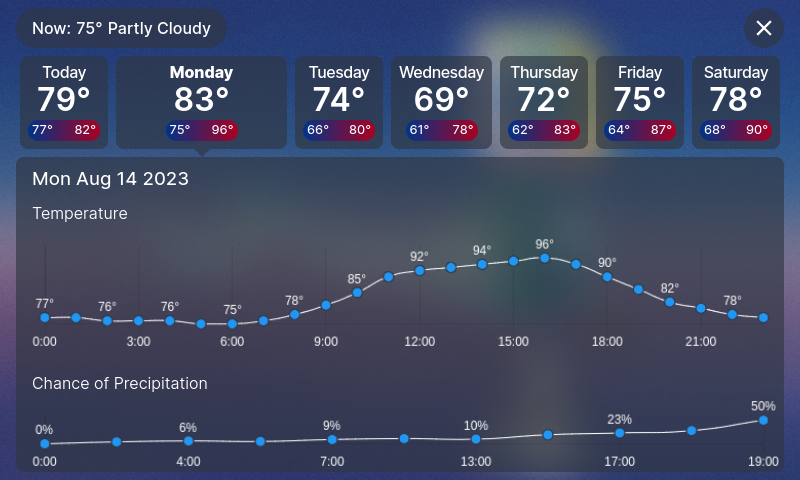 Now: 75° Partly Cloudy
Today Monday Tuesday Wednesday Thursday Friday Saturday
79° 83° 74° 69° 72° 75° 78°
77° 82° 75° 96° 66° 80° 61° 78° 62° 83° 64° 87° 68° 90°
Mon Aug 14 2023
Temperature
77° 76° 76° 75° 78° 85° 92° 94° 96° 90° 82° 78°
0:00 3:00 6:00 9:00 12:00 15:00 18:00 21:00
Chance of Precipitation
0% 6% 9% 10% 23% 50%
0:00 4:00 7:00 13:00 17:00 19:00